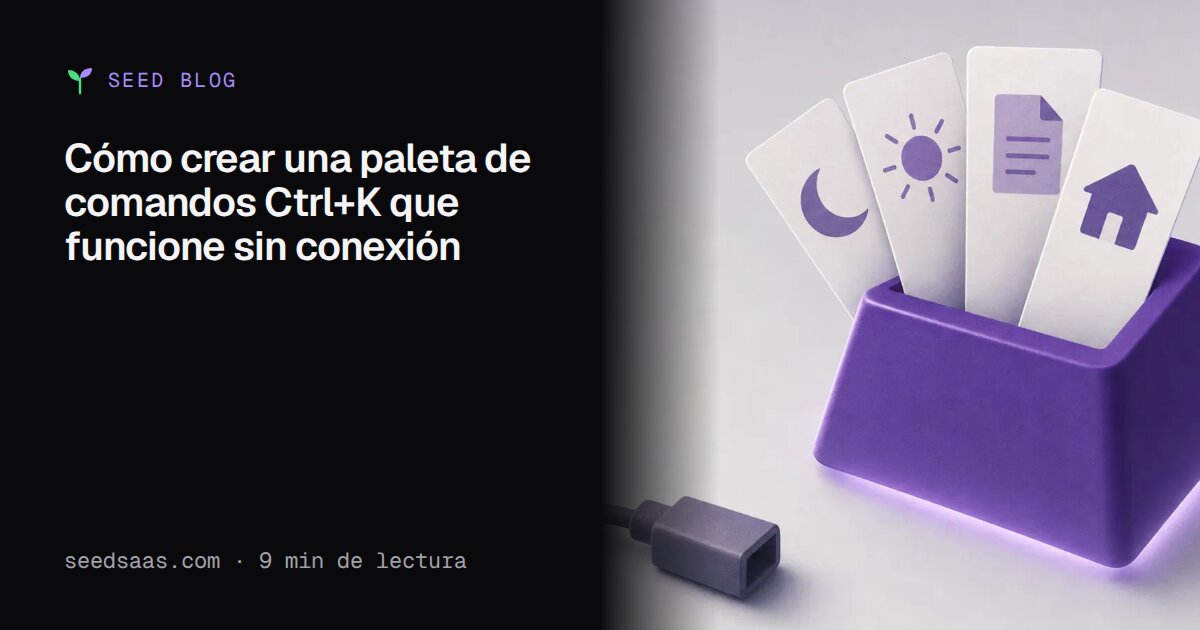 SEED BLOG
Cómo crear una paleta de
comandos Ctrl+K que
funcione sin conexión
seedsaas.com · 9 min de lectura